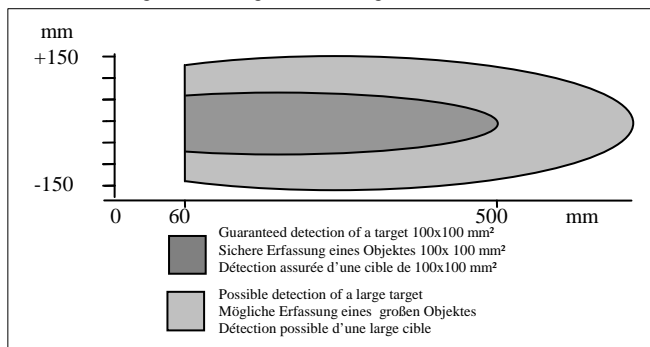 mm
+150
-150
0 60 500 mm
Guaranteed detection of a target 100x100 mm²
Sichere Erfassung eines Objektes 100x 100 mm²
Détection assurée d'une cible de 100x100 mm²
Possible detection of a large target
Mögliche Erfassung eines großen Objektes
Détection possible d'une large cible